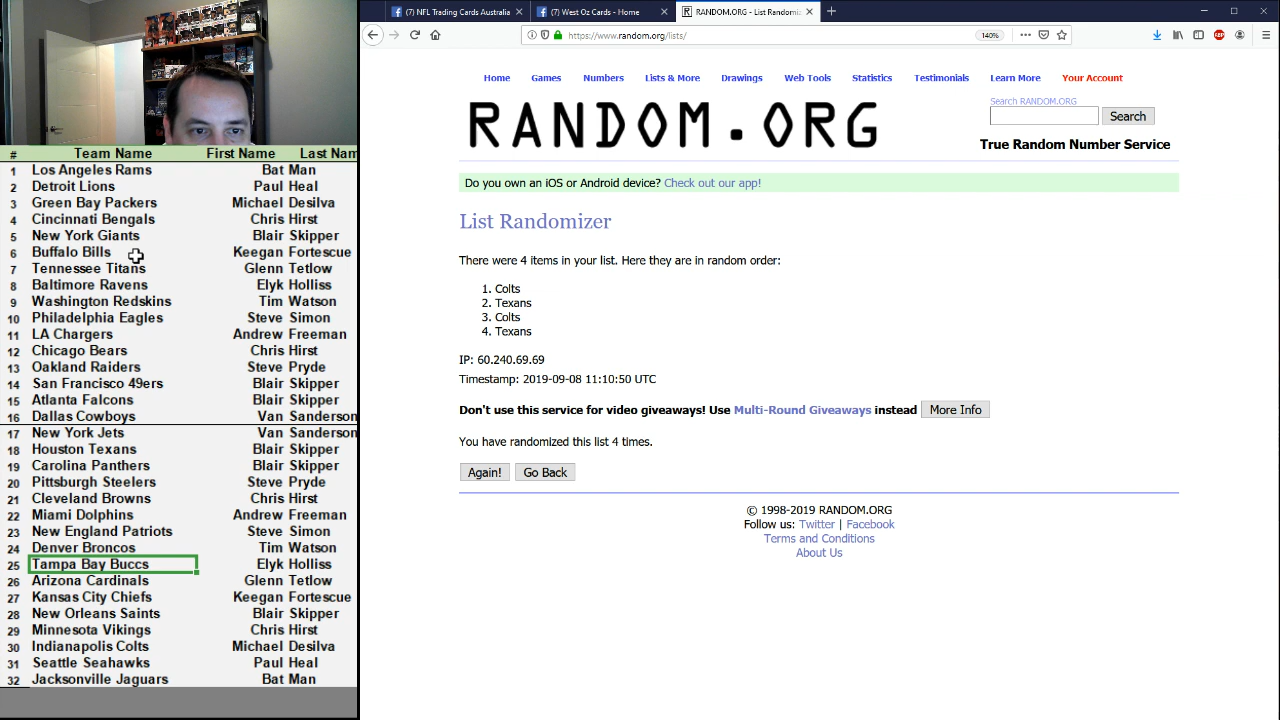 (7) NFL Trading Cards Australia
(7) West Oz Cards - Home
RANDOM.ORG - List Randomiz
https://www.random.org/lists/
140%
Home Games Numbers Lists & More Drawings Web Tools Statistics Testimonials Learn More Your Account
RANDOM.ORG
Search RANDOM.ORG
Search
True Random Number Service
Do you own an iOS or Android device? Check out our app!
List Randomizer
There were 4 items in your list. Here they are in random order:
1. Colts
2. Texans
3. Colts
4. Texans
IP: 60.240.69.69
Timestamp: 2019-09-08 11:10:50 UTC
Don't use this service for video giveaways! Use Multi-Round Giveaways instead More Info
You have randomized this list 4 times.
Again! Go Back
© 1998-2019 RANDOM.ORG
Follow us: Twitter | Facebook
Terms and Conditions
About Us
# Team Name First Name Last Nam
1 Los Angeles Rams Bat Man
2 Detroit Lions Paul Heal
3 Green Bay Packers Michael Desilva
4 Cincinnati Bengals Chris Hirst
5 New York Giants Blair Skipper
6 Buffalo Bills Keegan Fortescue
7 Tennessee Titans Glenn Tetlow
8 Baltimore Ravens Elyk Holliss
9 Washington Redskins Tim Watson
10 Philadelphia Eagles Steve Simon
11 LA Chargers Andrew Freeman
12 Chicago Bears Chris Hirst
13 Oakland Raiders Steve Pryde
14 San Francisco 49ers Blair Skipper
15 Atlanta Falcons Blair Skipper
16 Dallas Cowboys Van Sanderson
17 New York Jets Van Sanderson
18 Houston Texans Blair Skipper
19 Carolina Panthers Blair Skipper
20 Pittsburgh Steelers Steve Pryde
21 Cleveland Browns Chris Hirst
22 Miami Dolphins Andrew Freeman
23 New England Patriots Steve Simon
24 Denver Broncos Tim Watson
25 Tampa Bay Buccs Elyk Holliss
26 Arizona Cardinals Glenn Tetlow
27 Kansas City Chiefs Keegan Fortescue
28 New Orleans Saints Blair Skipper
29 Minnesota Vikings Chris Hirst
30 Indianapolis Colts Michael Desilva
31 Seattle Seahawks Paul Heal
32 Jacksonville Jaguars Bat Man